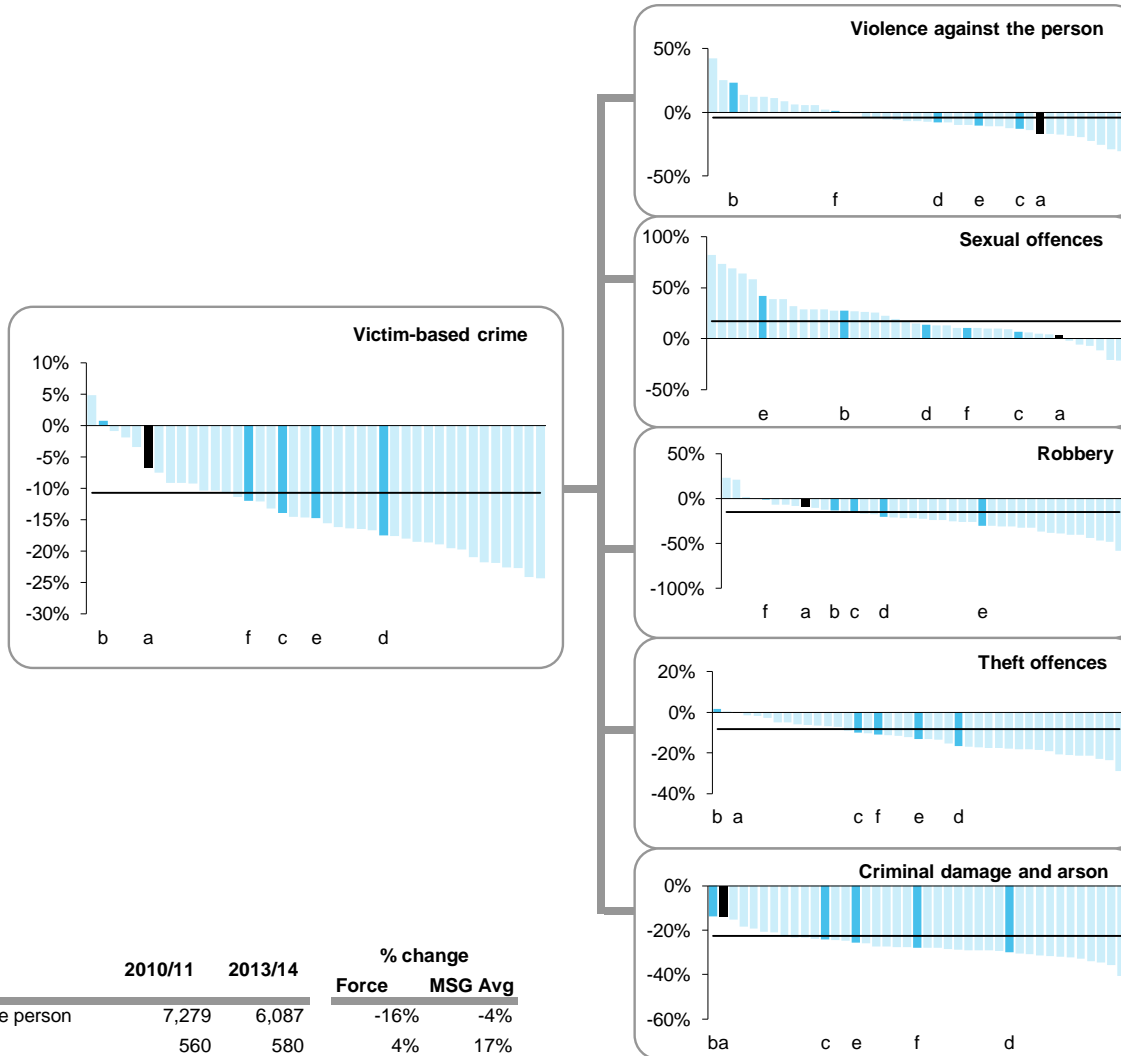 Violence against the person
50%
0%
-50%
b f d e c a
Sexual offences
100%
50%
0%
-50%
e b d f c a
Victim-based crime
10%
5%
0%
-5%
-10%
-15%
-20%
-25%
-30%
b a f c e d
Robbery
50%
0%
-50%
-100%
f a b c d e
Theft offences
20%
0%
-20%
-40%
b a c f e d
Criminal damage and arson
0%
-20%
-40%
-60%
ba c e f d
% change
2010/11 2013/14 Force MSG Avg
e person 7,279 6,087 -16% -4%
560 580 4% 17%